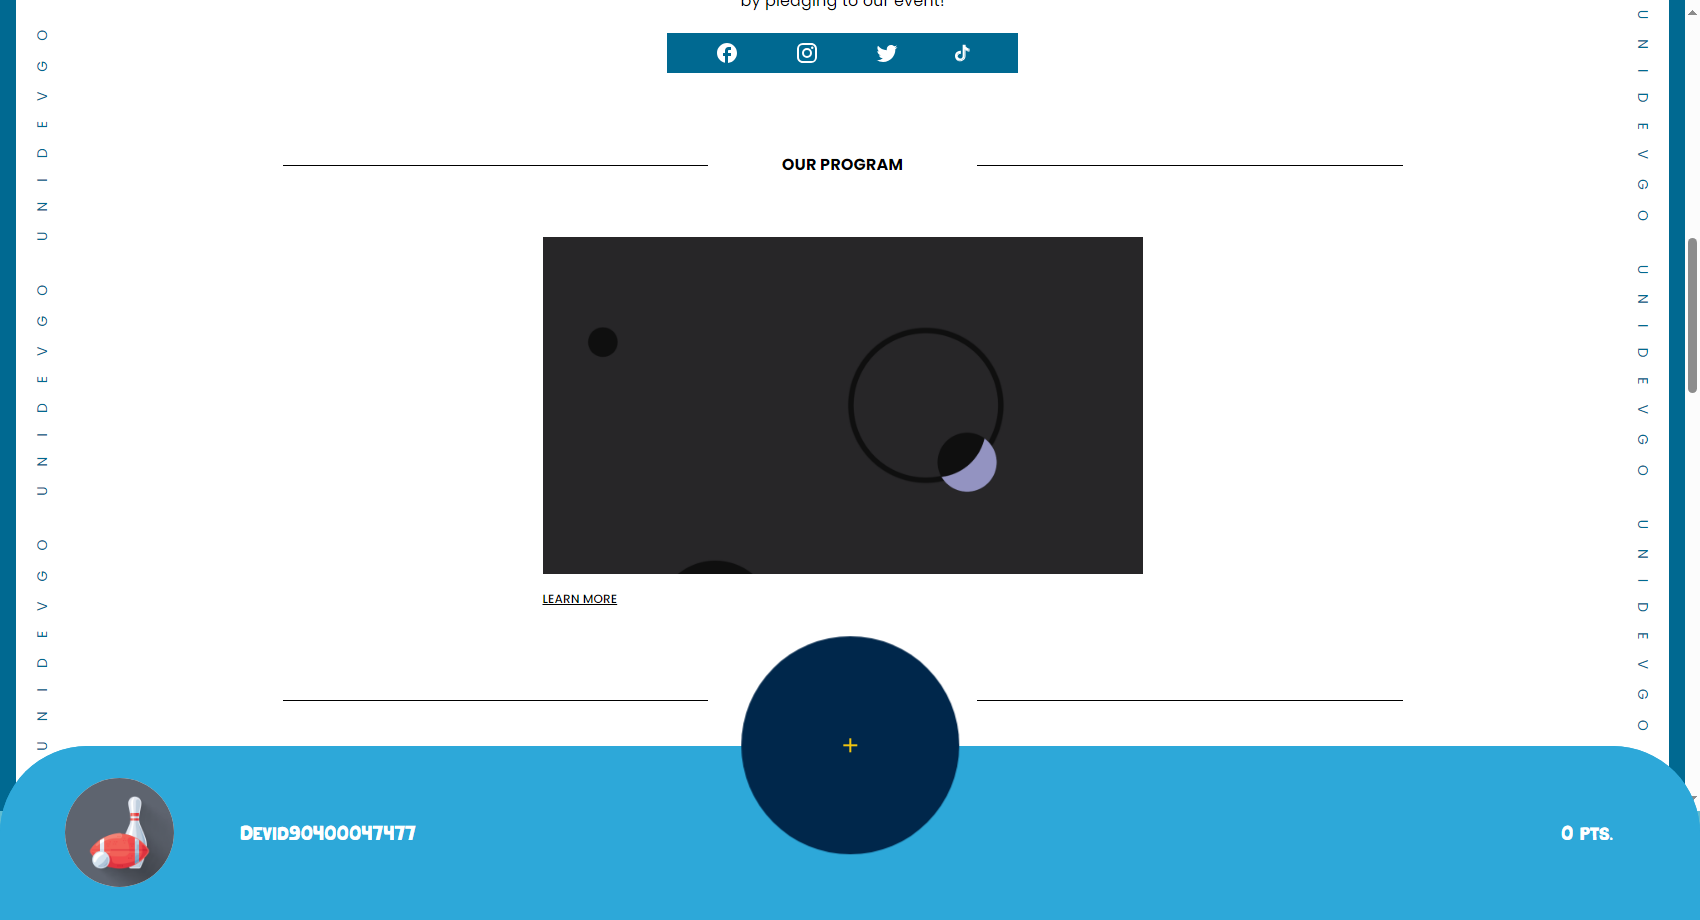 by pledging to our event!
OUR PROGRAM
LEARN MORE
+
DEVID90400047477
0 PTS.
UNIDEVGO UNIDEVGO UNIDEVGO
UNIDEVGO UNIDEVGO UNIDEVGO